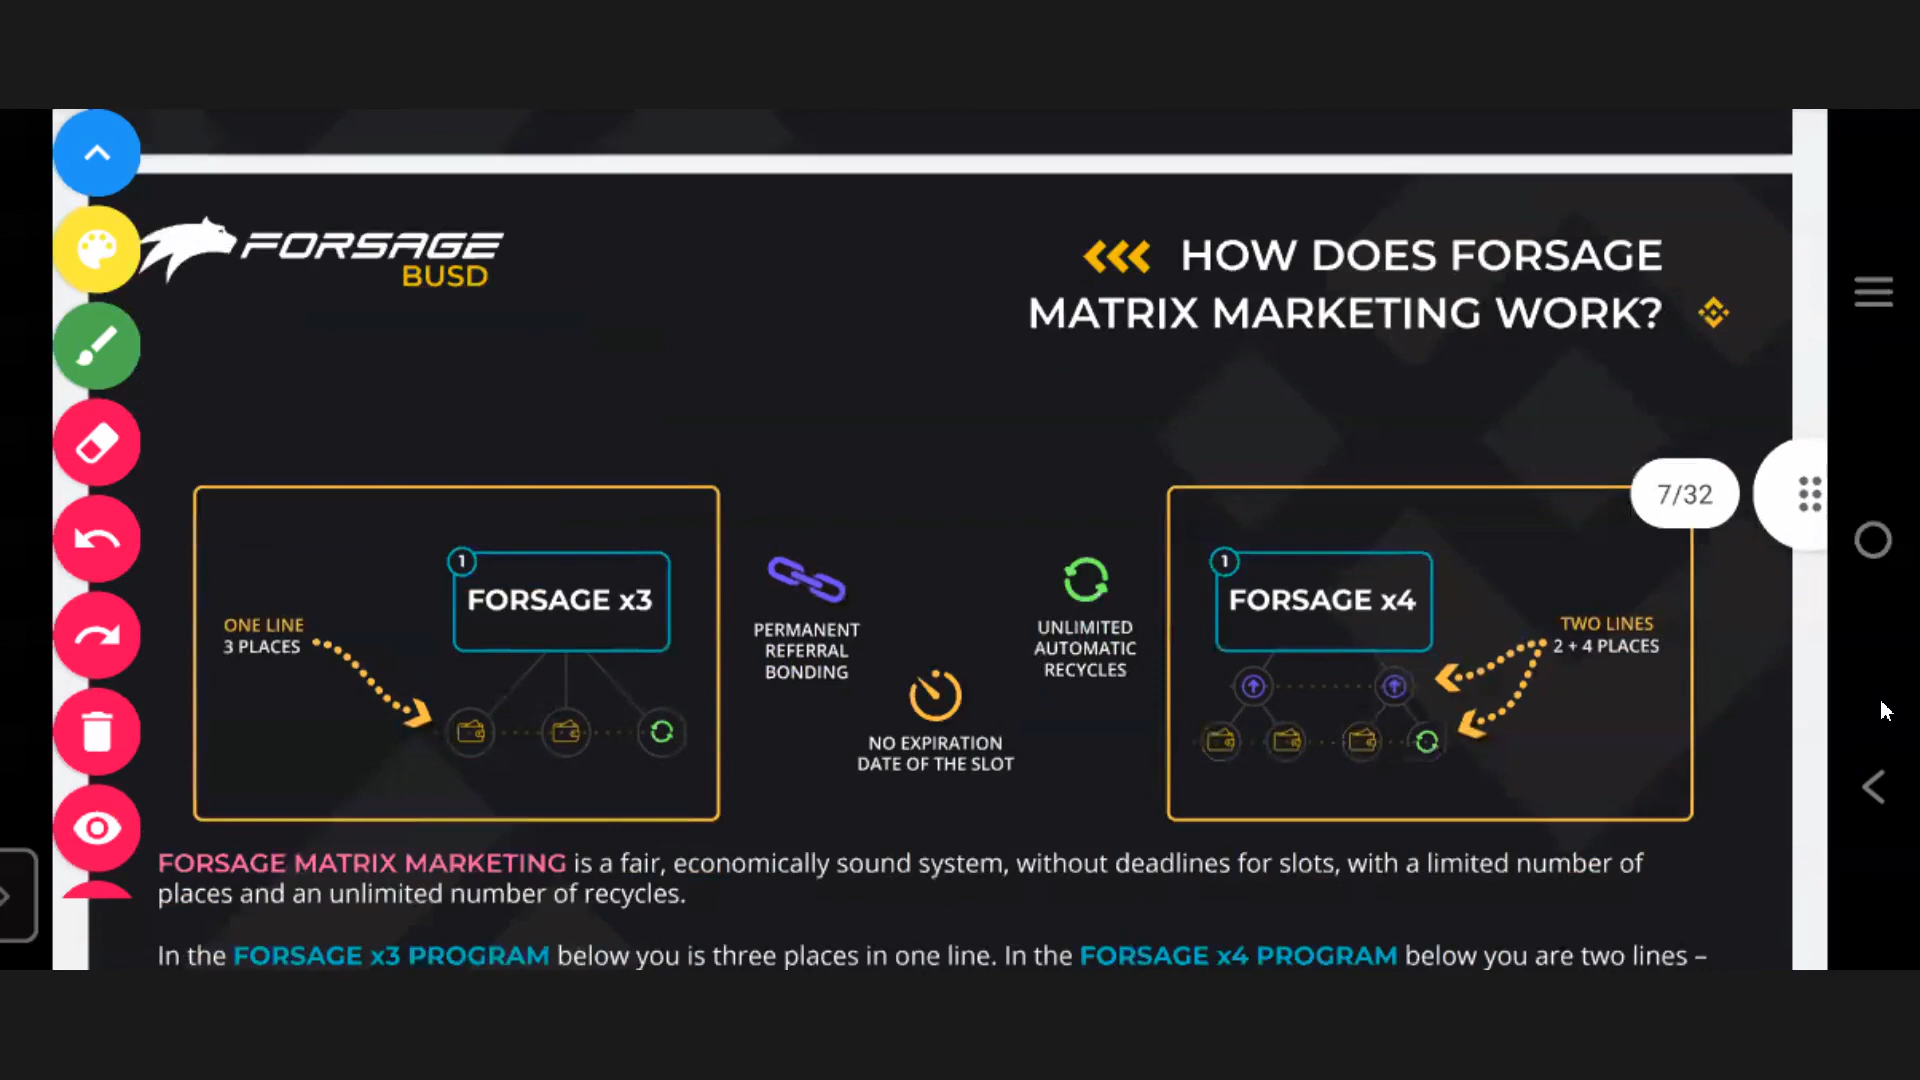 FORSAGE
BUSD
HOW DOES FORSAGE
MATRIX MARKETING WORK?
7/32
1
FORSAGE x3
ONE LINE
3 PLACES
PERMANENT
REFERRAL
BONDING
NO EXPIRATION
DATE OF THE SLOT
UNLIMITED
AUTOMATIC
RECYCLES
1
FORSAGE x4
TWO LINES
2 + 4 PLACES
FORSAGE MATRIX MARKETING is a fair, economically sound system, without deadlines for slots, with a limited number of
places and an unlimited number of recycles.
In the FORSAGE x3 PROGRAM below you is three places in one line. In the FORSAGE x4 PROGRAM below you are two lines –